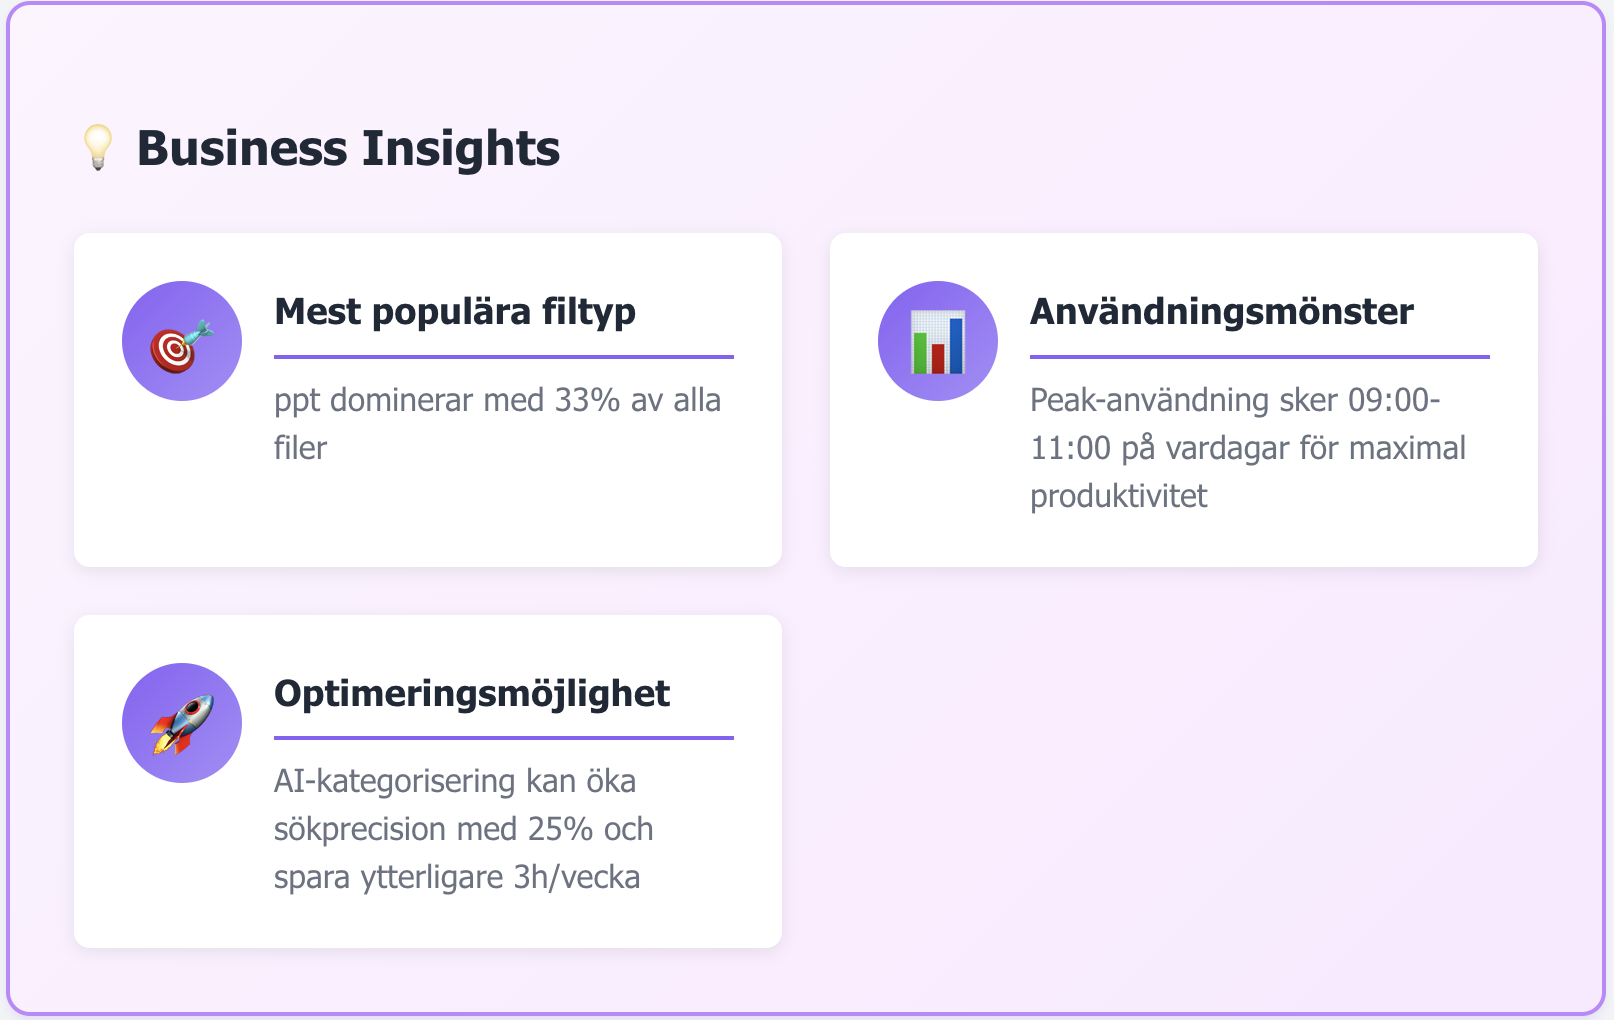 Business Insights
Mest populära filtyp
ppt dominerar med 33% av alla
filer
Användningsmönster
Peak-användning sker 09:00-
11:00 på vardagar för maximal
produktivitet
Optimeringsmöjlighet
AI-kategorisering kan öka
sökprecision med 25% och
spara ytterligare 3h/vecka